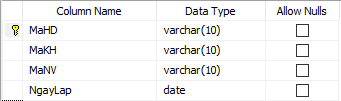 Column Name Data Type Allow Nulls
MaHD varchar(10)
MaKH varchar(10)
MaNV varchar(10)
NgayLap date